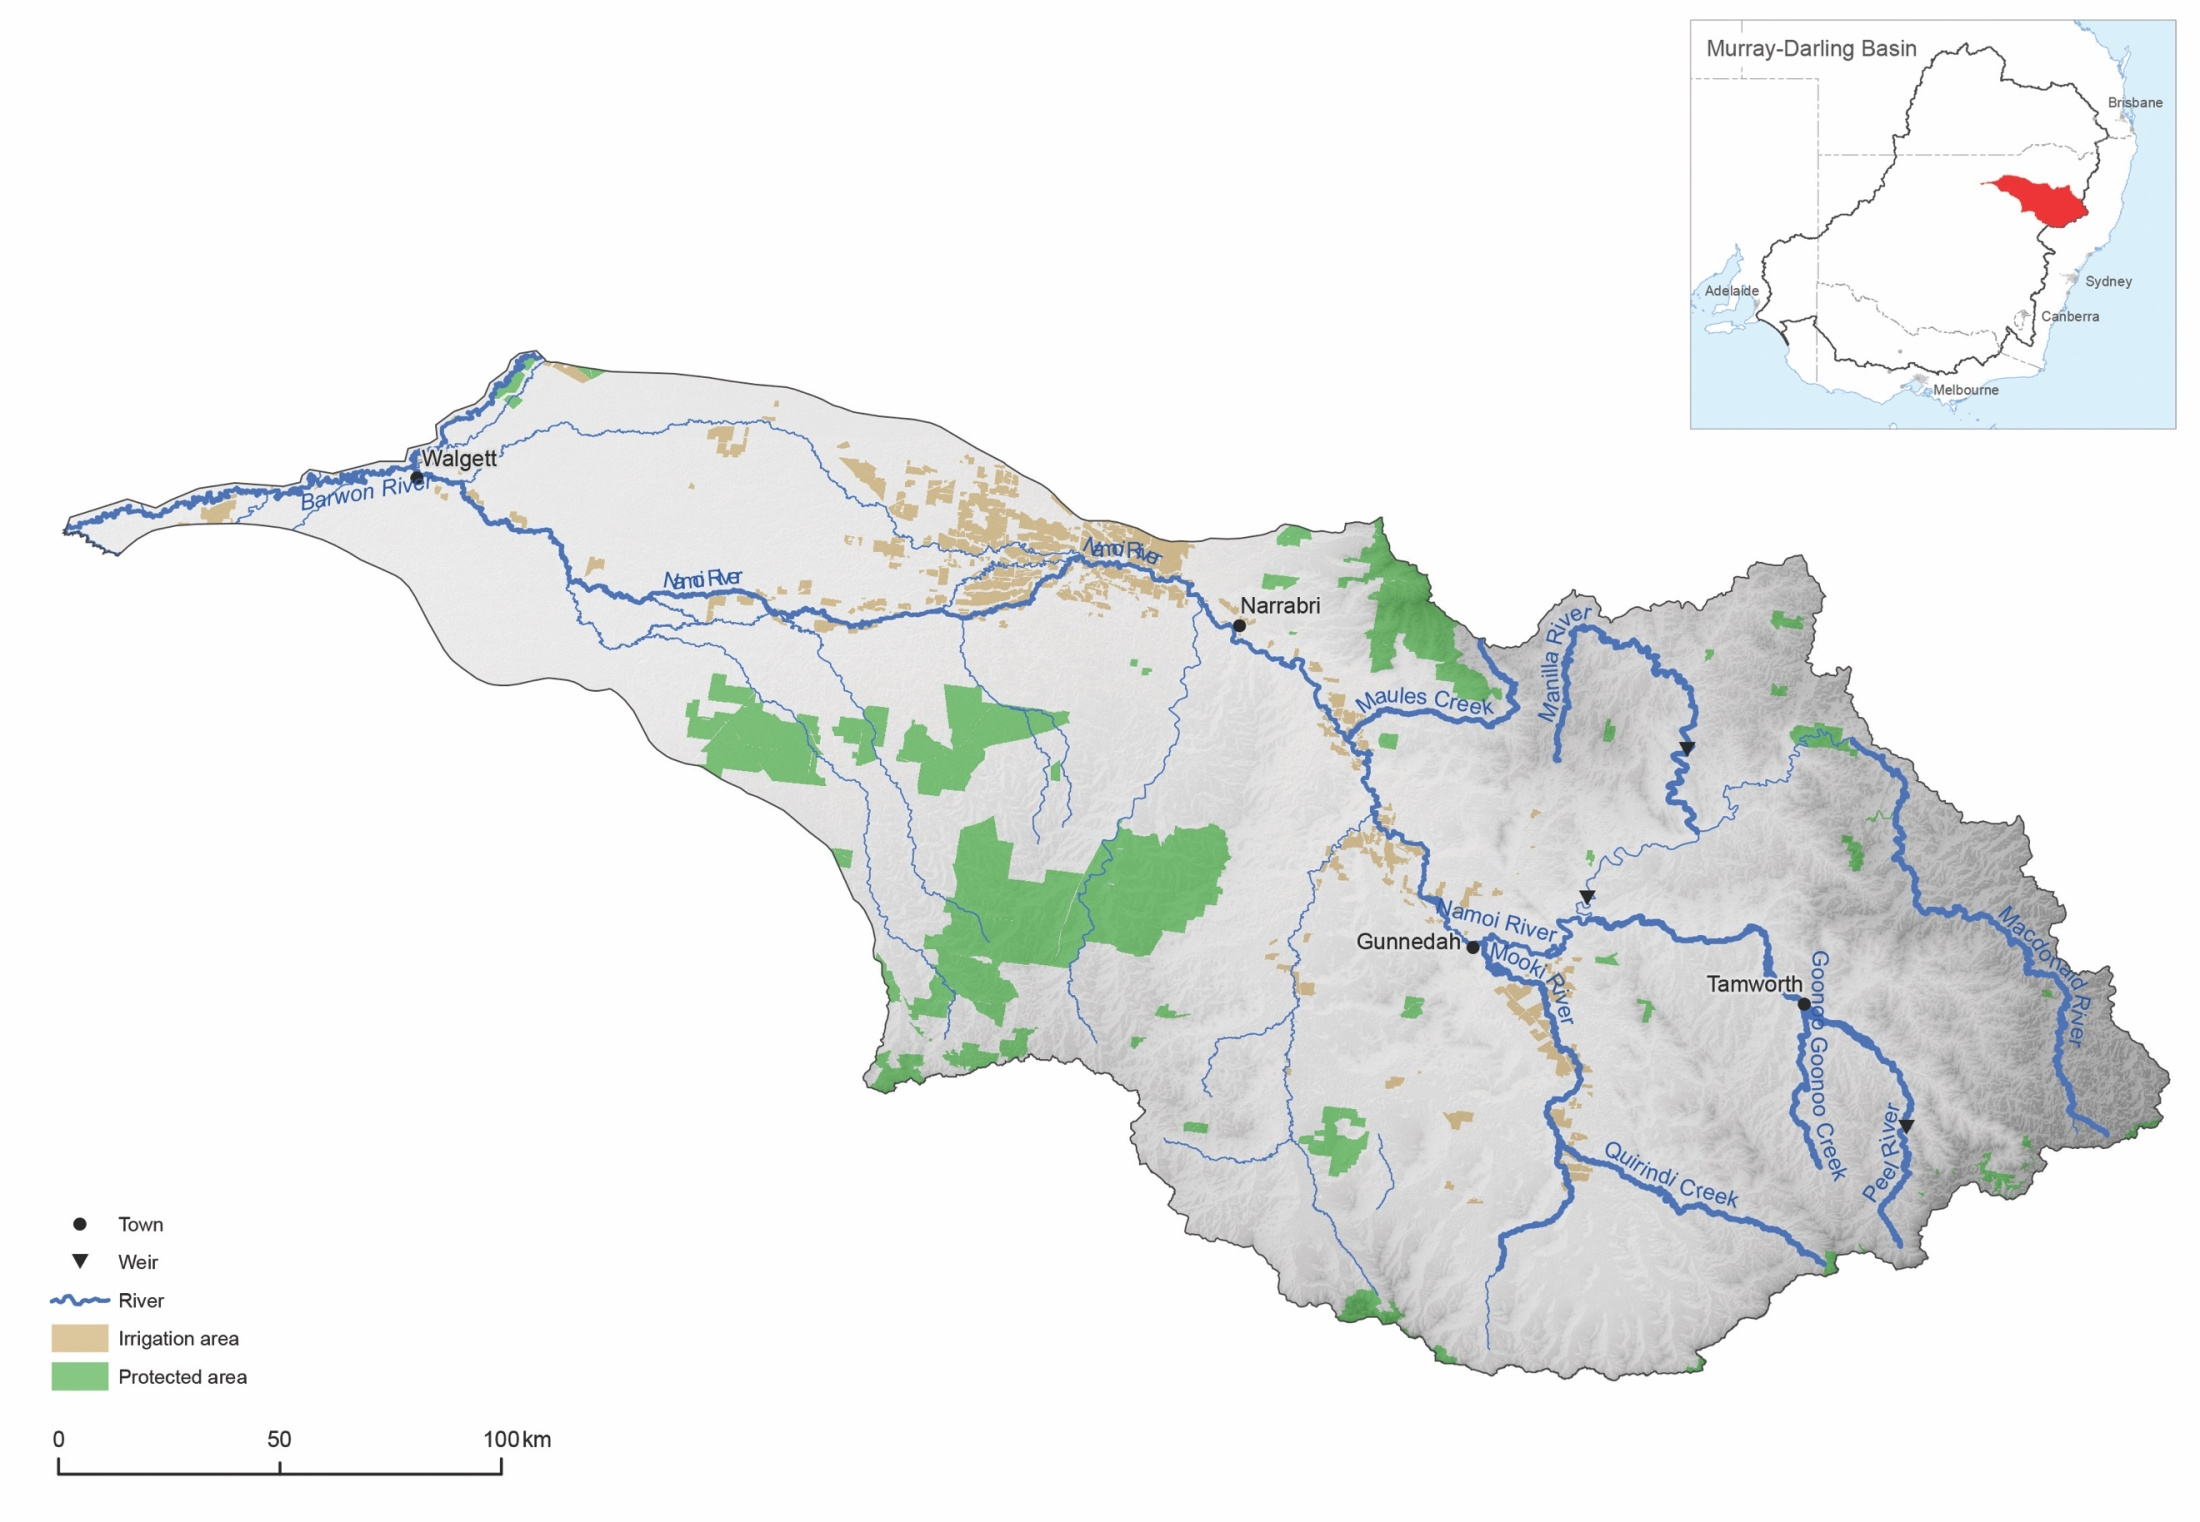 Murray-Darling Basin
Brisbane
Adelaide
Sydney
Canberra
Melbourne
Walgett
Barwon River
Namoi River
Namoi River
Narrabri
Manilla River
Maules Creek
Namoi River
Gunnedah
Mooki River
Macdonald River
Tamworth
Goonoo Goonoo Creek
Peel River
Quirindi Creek
Town
Weir
River
Irrigation area
Protected area
0 50 100 km